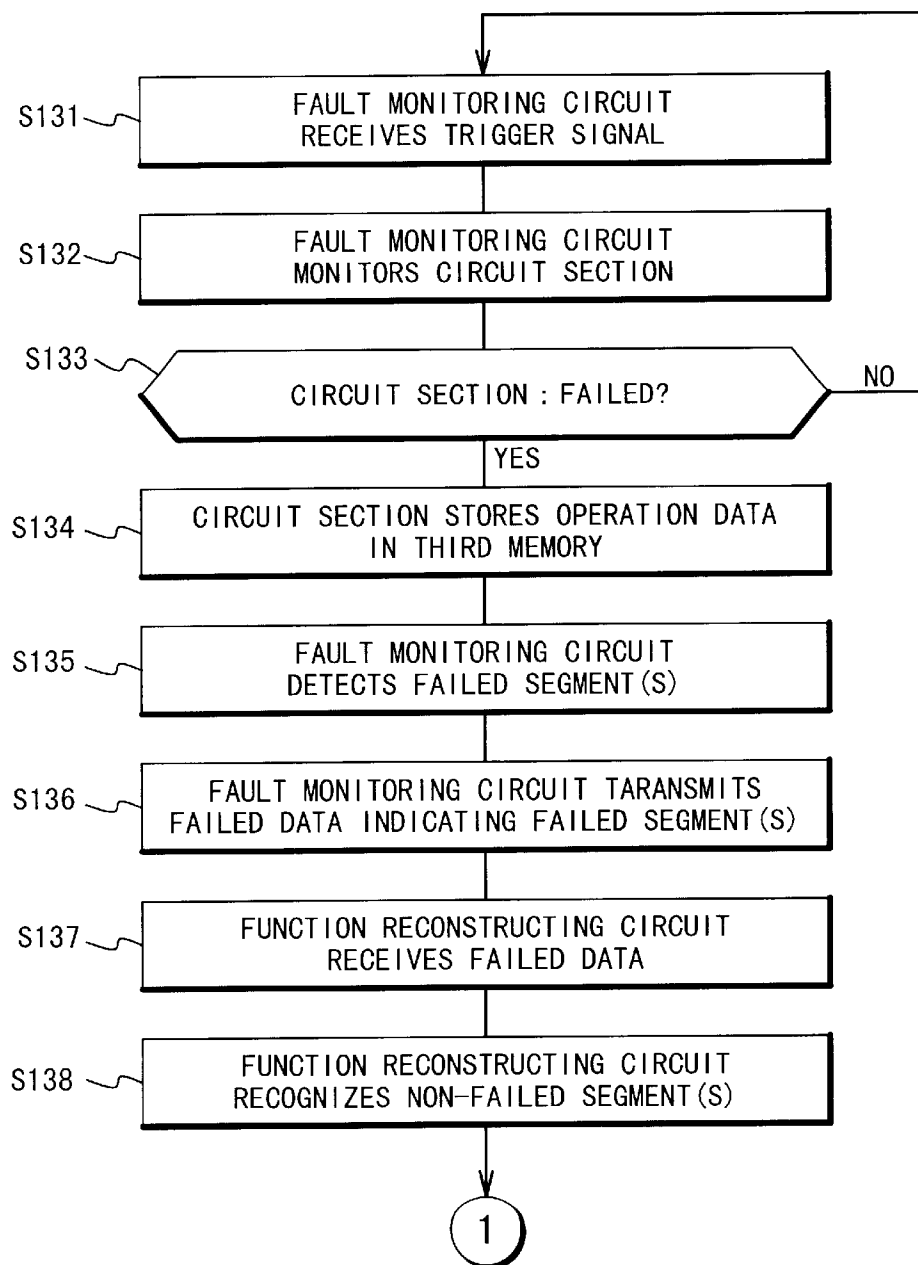 S131
FAULT MONITORING CIRCUIT
RECEIVES TRIGGER SIGNAL
S132
FAULT MONITORING CIRCUIT
MONITORS CIRCUIT SECTION
S133
CIRCUIT SECTION : FAILED?
NO
YES
S134
CIRCUIT SECTION STORES OPERATION DATA
IN THIRD MEMORY
S135
FAULT MONITORING CIRCUIT
DETECTS FAILED SEGMENT(S)
S136
FAULT MONITORING CIRCUIT TARANSMITS
FAILED DATA INDICATING FAILED SEGMENT(S)
S137
FUNCTION RECONSTRUCTING CIRCUIT
RECEIVES FAILED DATA
S138
FUNCTION RECONSTRUCTING CIRCUIT
RECOGNIZES NON-FAILED SEGMENT(S)
1